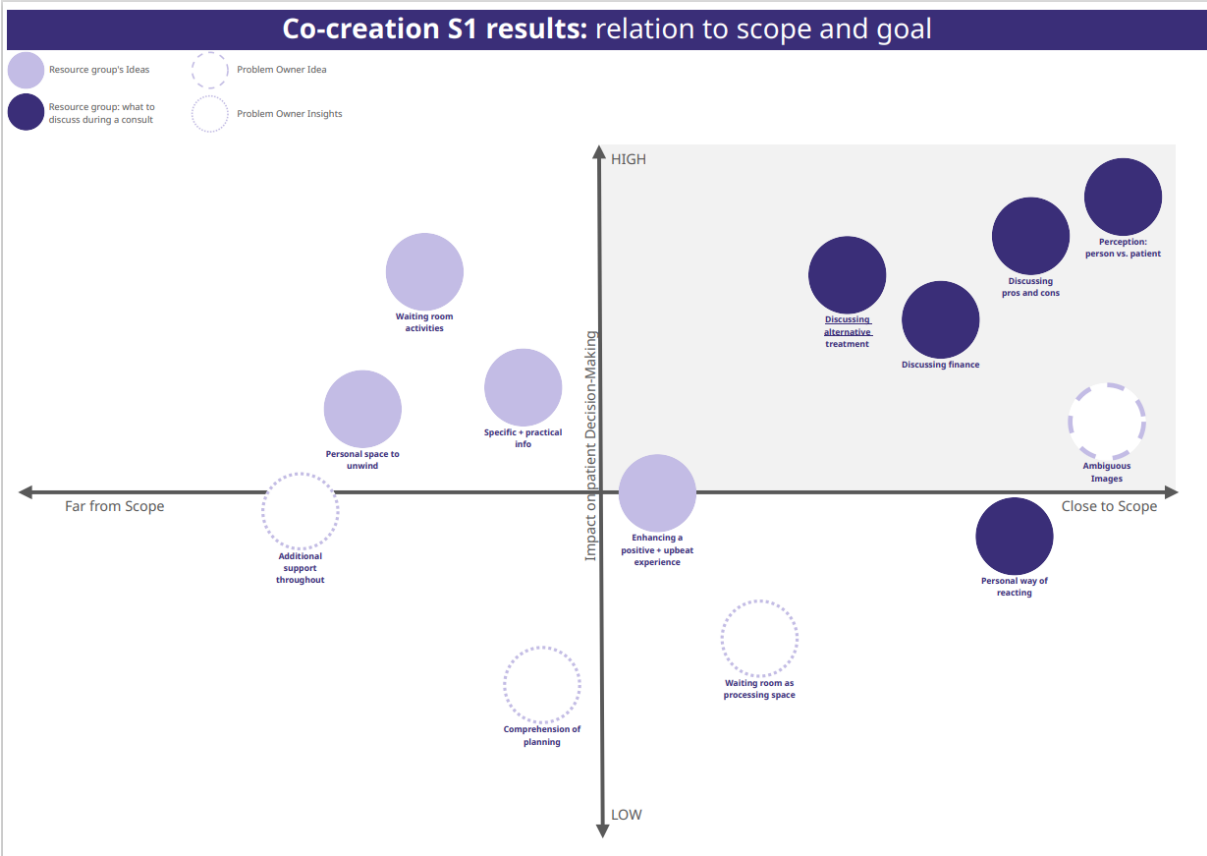 Co-creation S1 results: relation to scope and goal
Resource group's Ideas
Problem Owner Idea
Resource group: what to
discuss during a consult
Problem Owner Insights
HIGH
Perception:
person vs. patient
Discussing
pros and cons
Waiting room
activities
Discussing
alternative
treatment
Discussing finance
Impact on patient Decision-Making
Specific + practical
info
Personal space to
unwind
Ambiguous
Images
Far from Scope
Close to Scope
Enhancing a
positive + upbeat
experience
Additional
support
throughout
Personal way of
reacting
Waiting room as
processing space
Comprehension of
planning
LOW